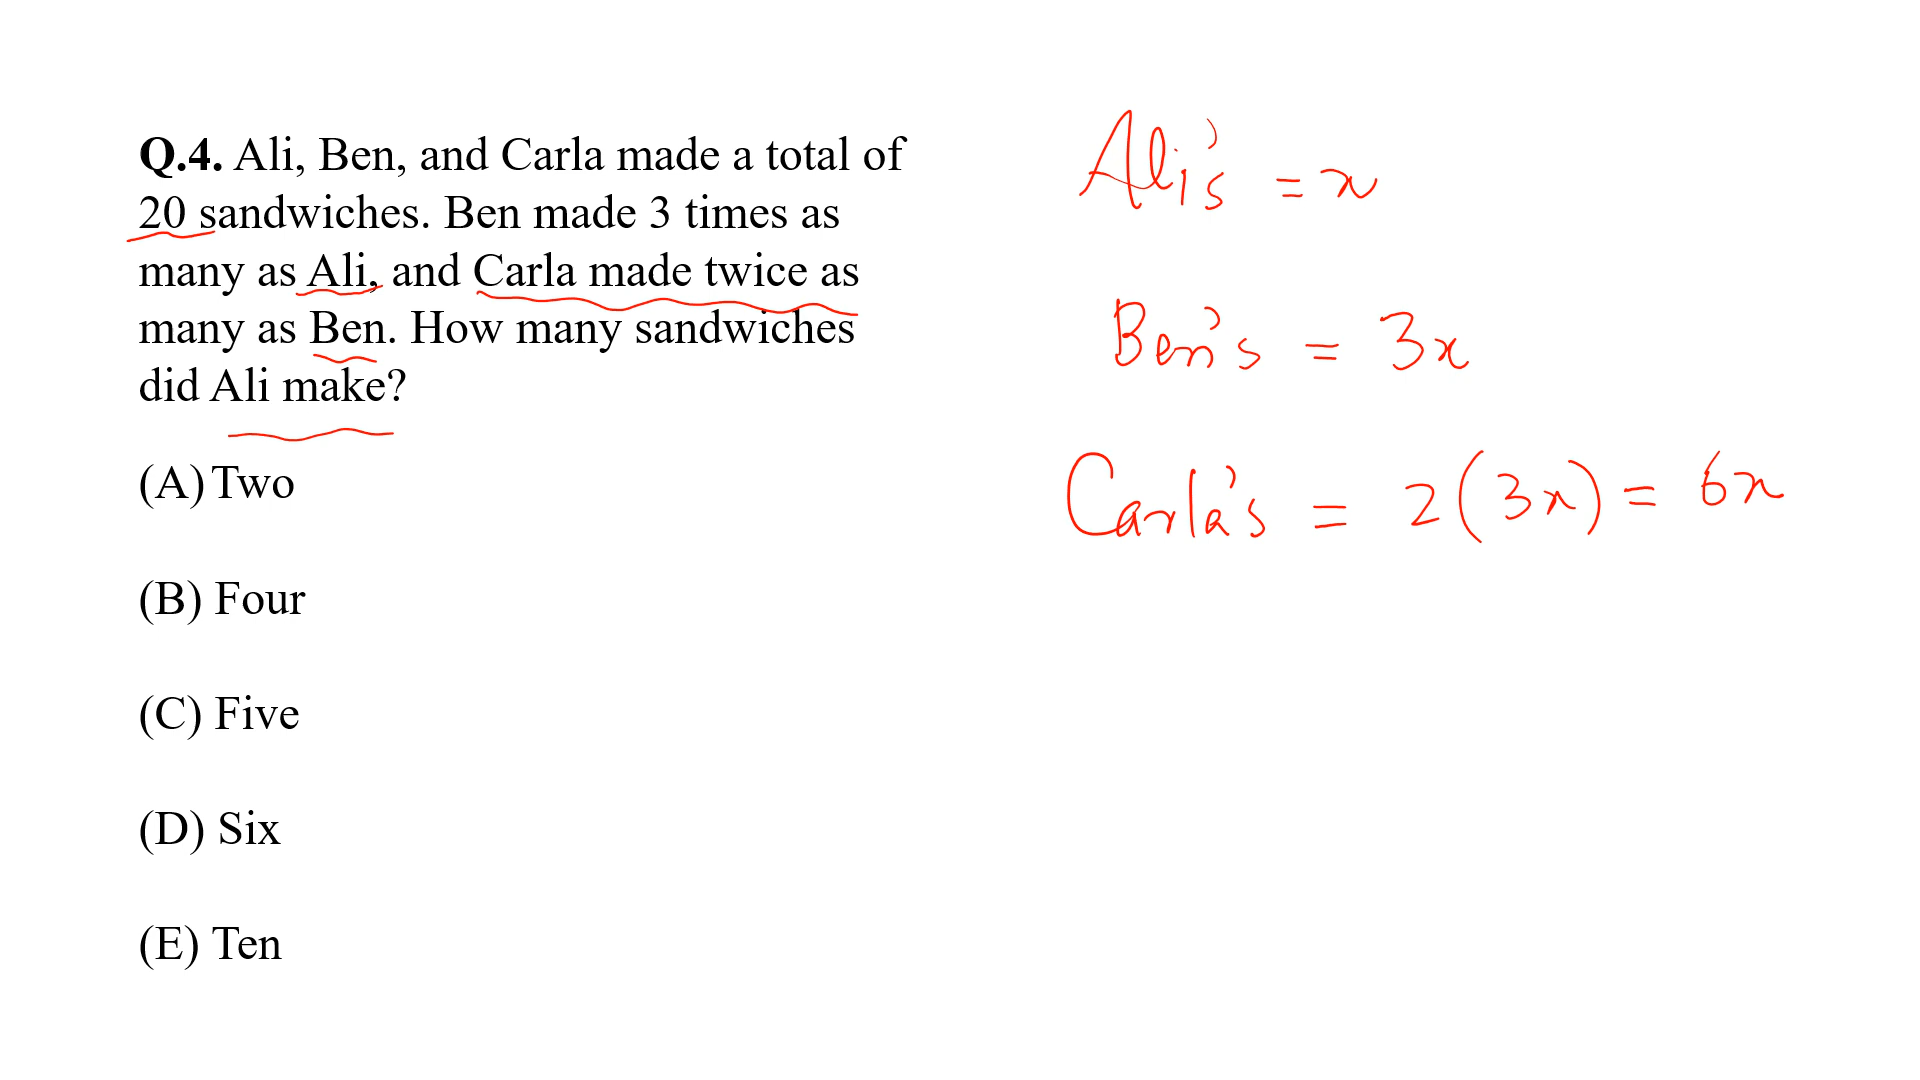 Q.4. Ali, Ben, and Carla made a total of
20 sandwiches. Ben made 3 times as
many as Ali, and Carla made twice as
many as Ben. How many sandwiches
did Ali make?
(A) Two
(B) Four
(C) Five
(D) Six
(E) Ten
Ali's = x
Ben's = 3x
Carla's = 2(3x) = 6x